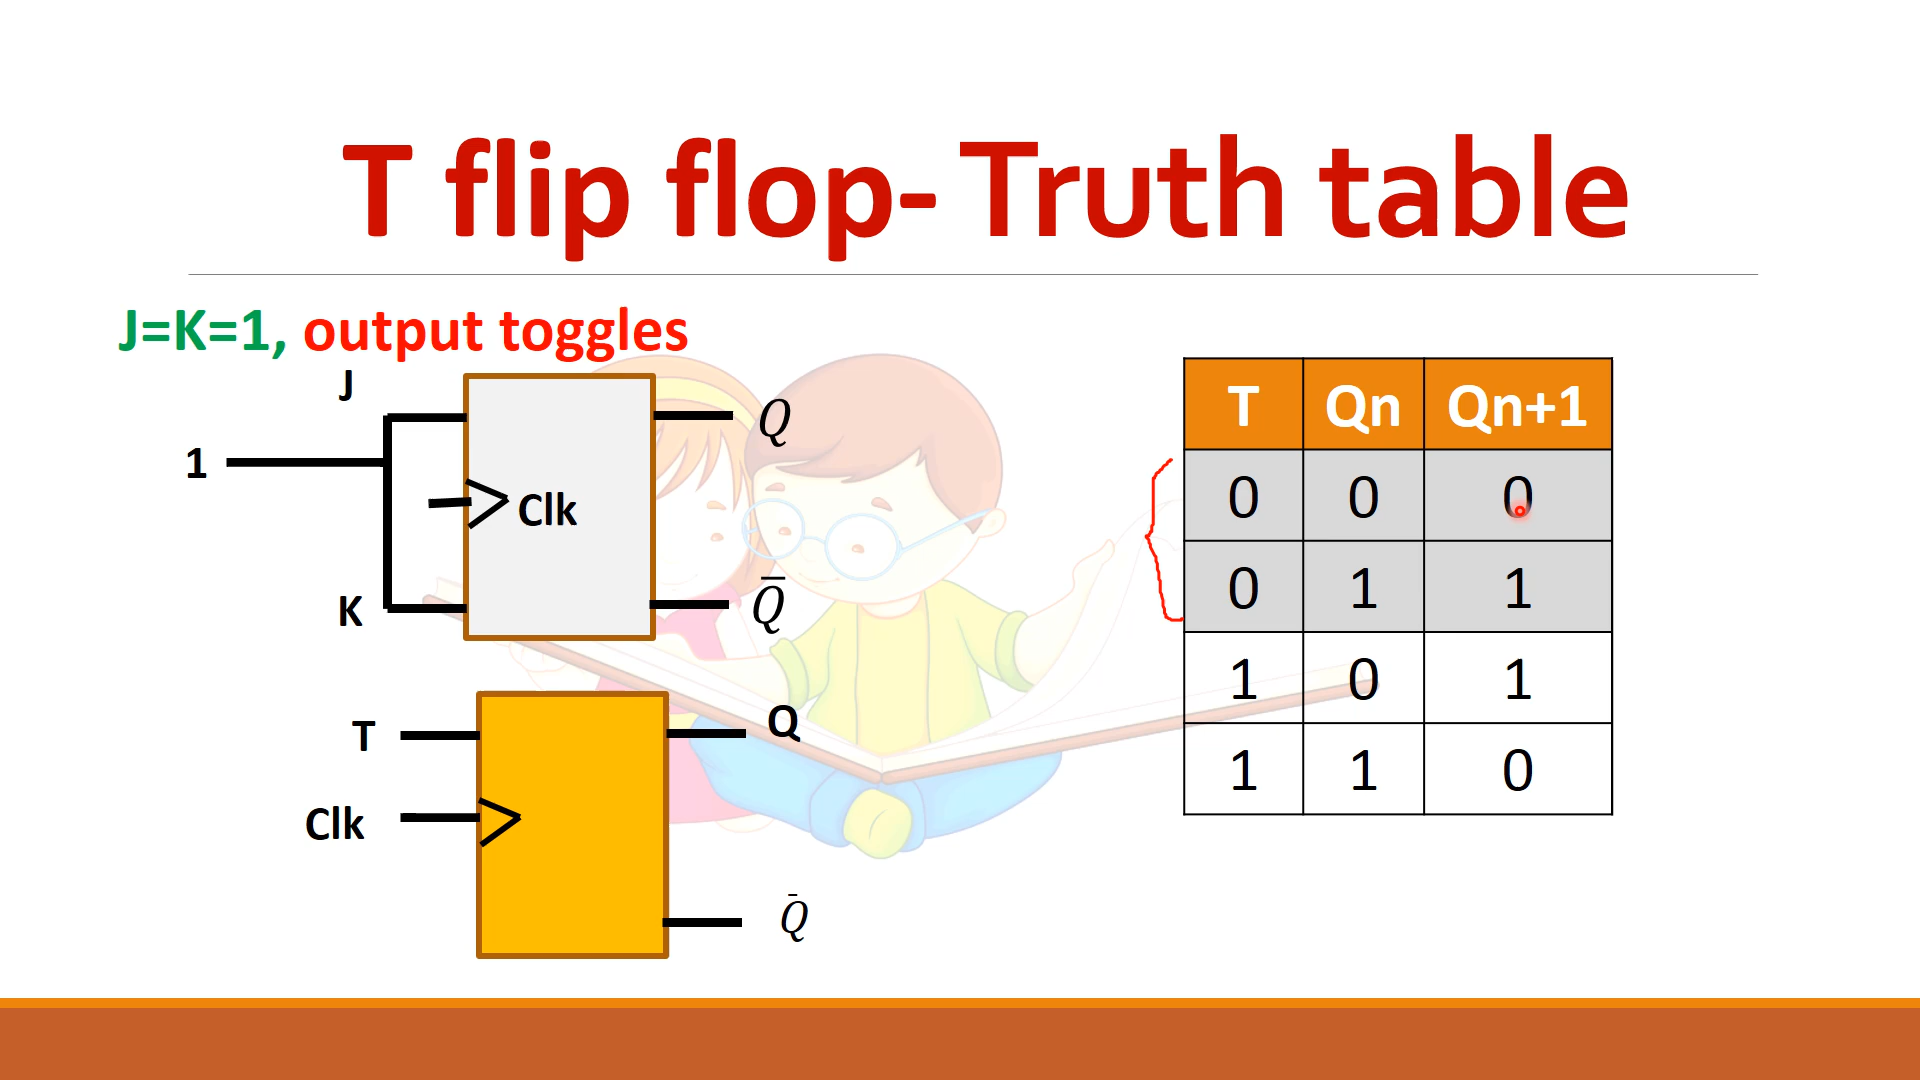 T flip flop- Truth table
J=K=1, output toggles
J
Q
1
Clk
K
Q̅
T
Q
Clk
Q̄
T Qn Qn+1
0 0 0
0 1 1
1 0 1
1 1 0